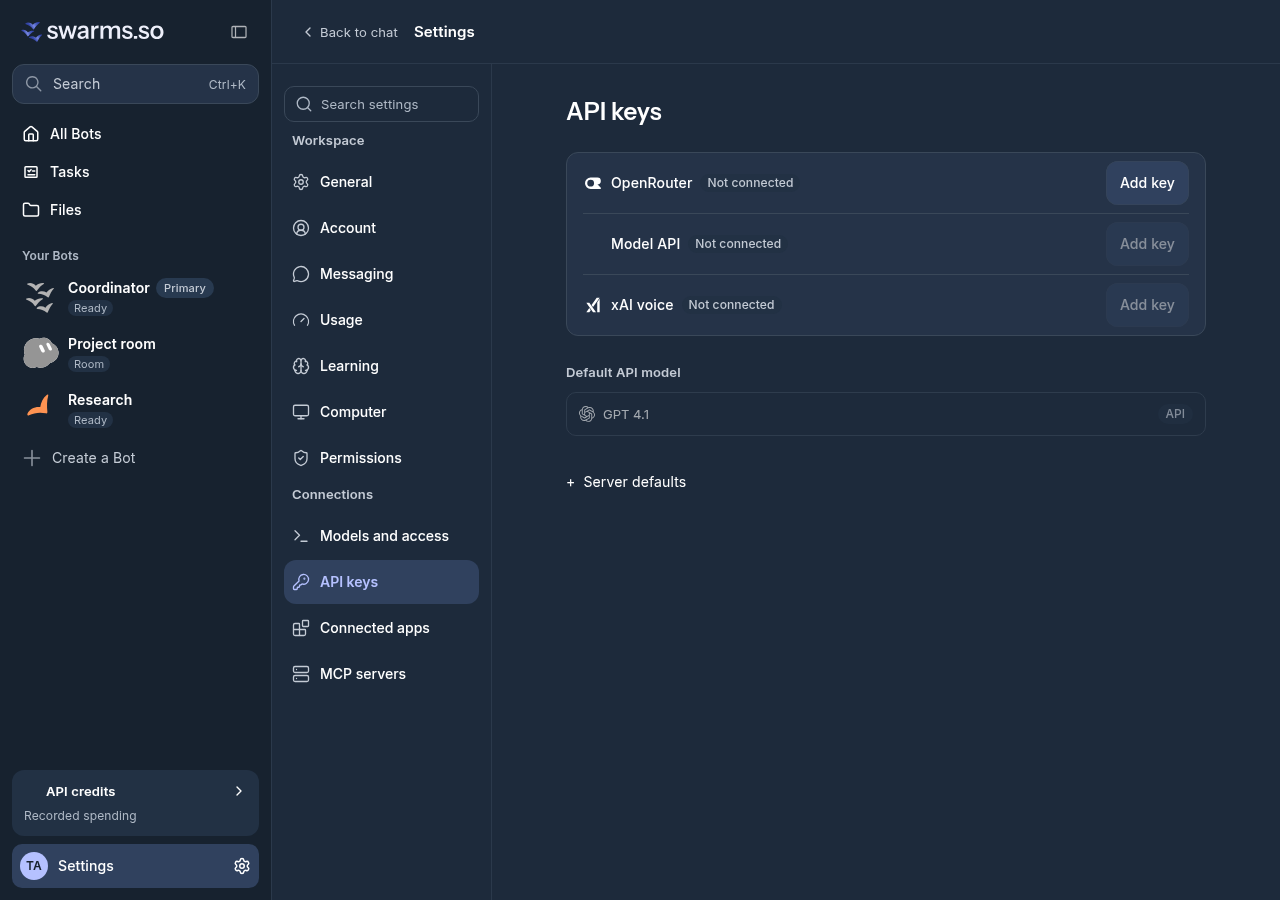 swarms.so
Search Ctrl+K
All Bots
Tasks
Files
Your Bots
Coordinator Primary
Ready
Project room
Room
Research
Ready
Create a Bot
API credits
Recorded spending
TA Settings
Back to chat Settings
Search settings
Workspace
General
Account
Messaging
Usage
Learning
Computer
Permissions
Connections
Models and access
API keys
Connected apps
MCP servers
API keys
OpenRouter Not connected Add key
Model API Not connected Add key
xAI voice Not connected Add key
Default API model
GPT 4.1 API
+ Server defaults